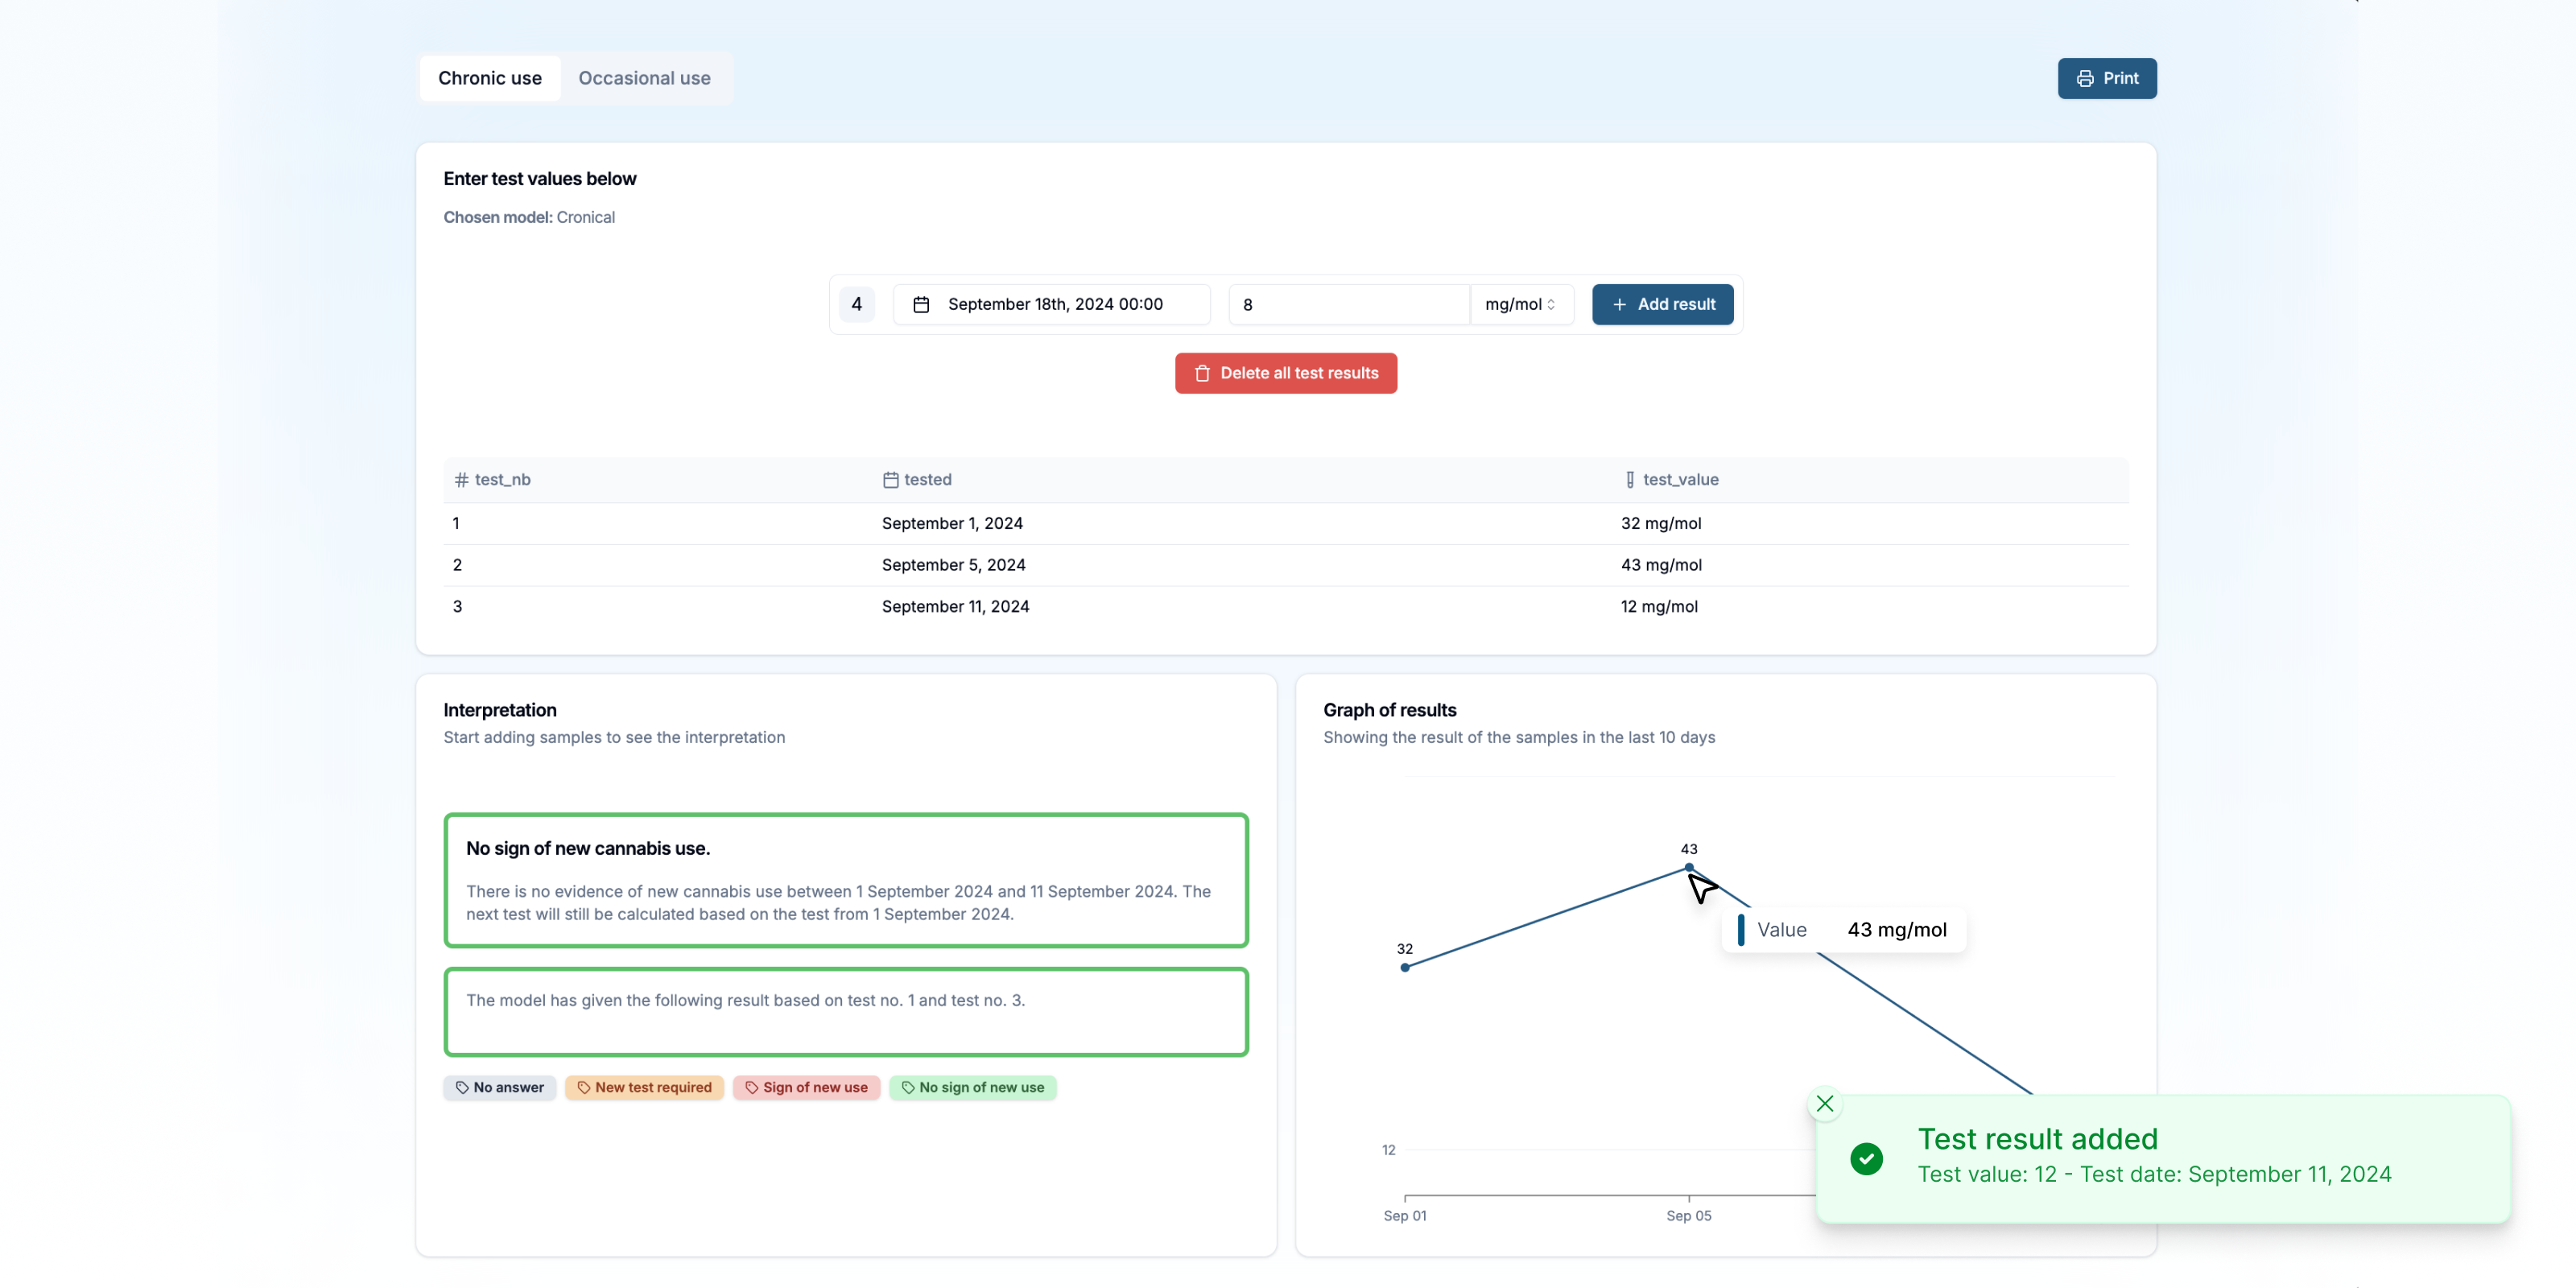 Chronic use
Occasional use
Print
Enter test values below
Chosen model: Cronical
4
September 18th, 2024 00:00
8
mg/mol
Add result
Delete all test results
test_nb
tested
test_value
1
September 1, 2024
32 mg/mol
2
September 5, 2024
43 mg/mol
3
September 11, 2024
12 mg/mol
Interpretation
Start adding samples to see the interpretation
No sign of new cannabis use.
There is no evidence of new cannabis use between 1 September 2024 and 11 September 2024. The
next test will still be calculated based on the test from 1 September 2024.
The model has given the following result based on test no. 1 and test no. 3.
No answer
New test required
Sign of new use
No sign of new use
Graph of results
Showing the result of the samples in the last 10 days
43
Value 43 mg/mol
32
12
Sep 01
Sep 05
Test result added
Test value: 12 - Test date: September 11, 2024